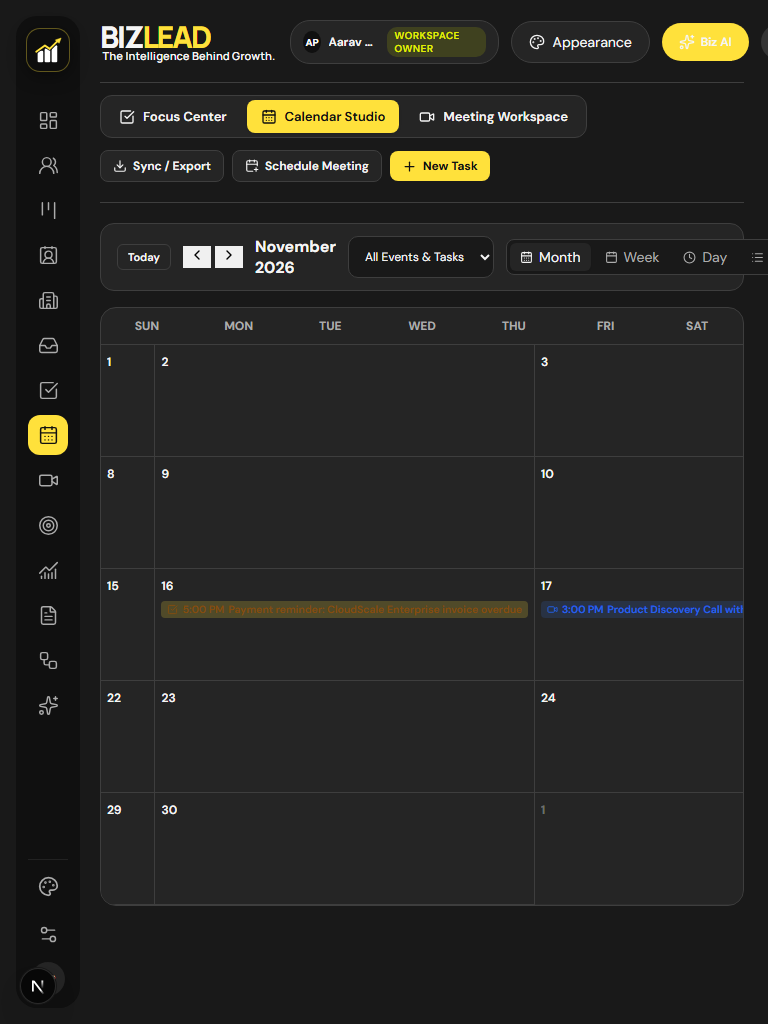 BIZLEAD
The Intelligence Behind Growth.
AP Aarav ... WORKSPACE OWNER
Appearance
Biz AI
Focus Center
Calendar Studio
Meeting Workspace
Sync / Export
Schedule Meeting
+ New Task
Today
November 2026
All Events & Tasks
Month
Week
Day
SUN MON TUE WED THU FRI SAT
1 2 3
8 9 10
15 16 17
5:00 PM Payment reminder: CloudScale Enterprise invoice overdue
3:00 PM Product Discovery Call with
22 23 24
29 30 1
N